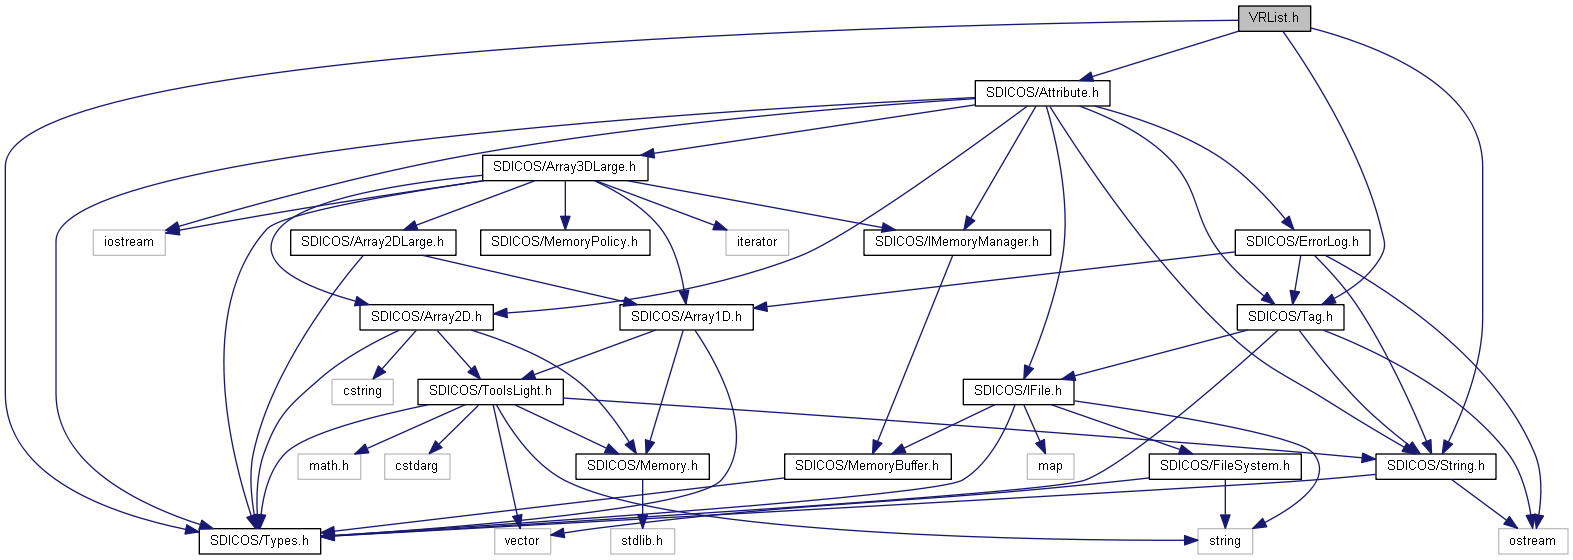 VRList.h
SDICOS/Attribute.h
SDICOS/Array3DLarge.h
iostream
SDICOS/Array2DLarge.h
SDICOS/MemoryPolicy.h
iterator
SDICOS/IMemoryManager.h
SDICOS/ErrorLog.h
SDICOS/Array2D.h
SDICOS/Array1D.h
SDICOS/Tag.h
cstring
SDICOS/ToolsLight.h
SDICOS/IFile.h
math.h
cstdarg
SDICOS/Memory.h
SDICOS/MemoryBuffer.h
map
SDICOS/FileSystem.h
SDICOS/String.h
SDICOS/Types.h
vector
stdlib.h
string
ostream